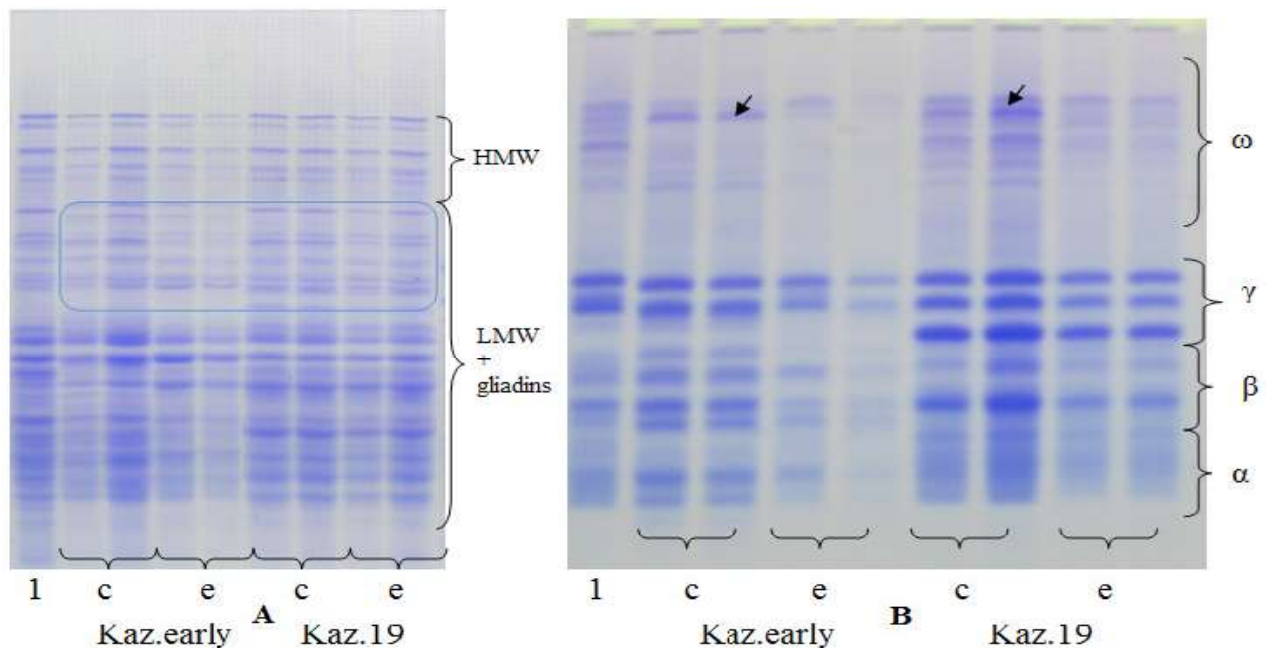 HMW
LMW
+
gliadins
1 c e c e
A
Kaz.early Kaz.19
ω
γ
β
α
1 c e c e
B
Kaz.early Kaz.19